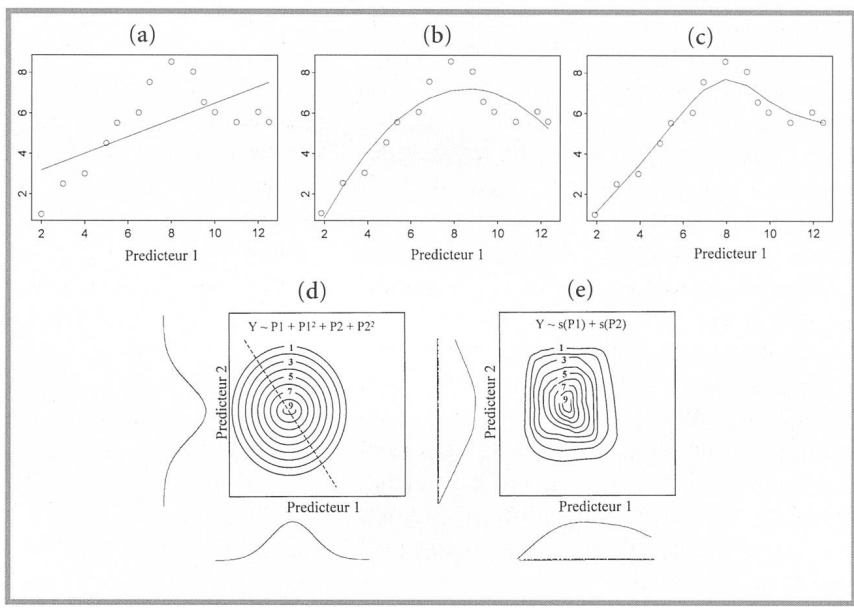 (a)
(b)
(c)
8
6
4
2
2 4 6 8 10 12
Predicteur 1
8
6
4
2
2 4 6 8 10 12
Predicteur 1
8
6
4
2
2 4 6 8 10 12
Predicteur 1
(d)
(e)
Y ~ P1 + P1² + P2 + P2²
1
3
5
7
9
Predicteur 2
Predicteur 1
Y ~ s(P1) + s(P2)
1
3
5
7
9
Predicteur 2
Predicteur 1